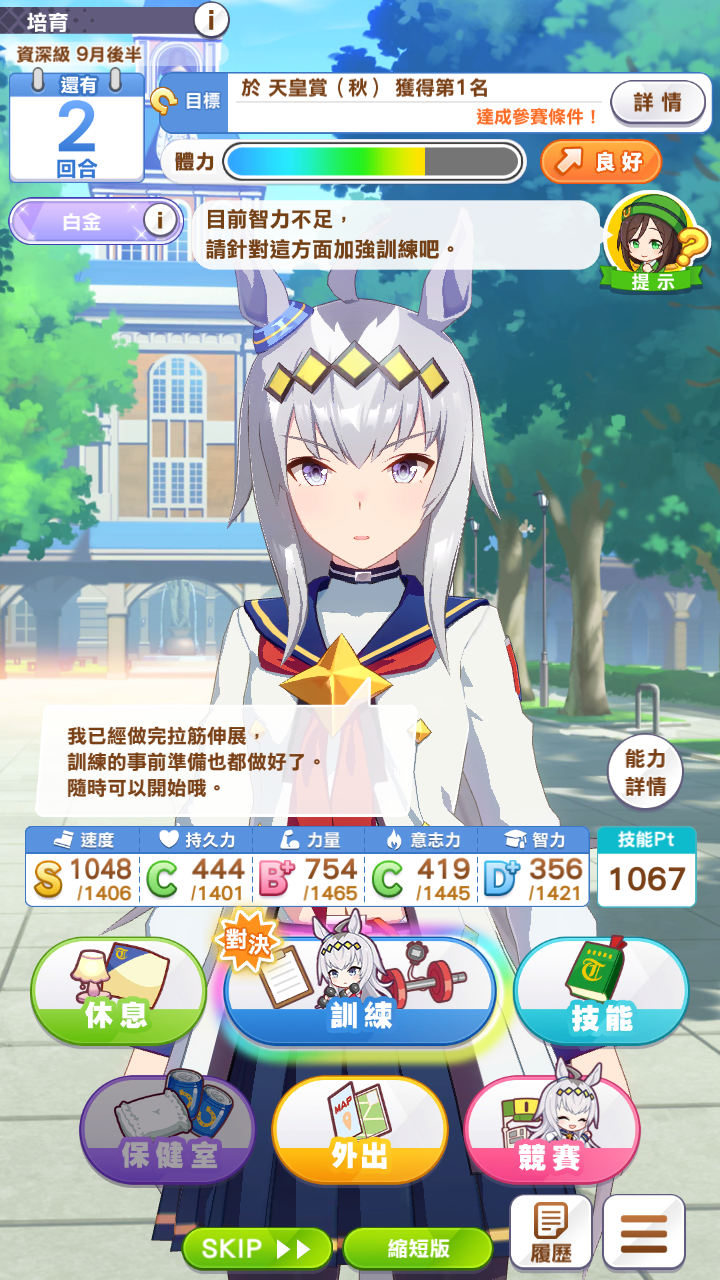 培育
i
資深級 9月後半
還有
2
回合
目標
於 天皇賞（秋） 獲得第1名
達成參賽條件！
詳情
體力
良好
白金
i
目前智力不足，
請針對這方面加強訓練吧。
提示
我已經做完拉筋伸展，
訓練的事前準備也都做好了。
隨時可以開始哦。
能力
詳情
速度 持久力 力量 意志力 智力 技能Pt
S 1048 /1406 C 444 /1401 B+ 754 /1465 C 419 /1445 D+ 356 /1421 1067
對決
休息 訓練 技能
MAP
保健室 外出 競賽
SKIP 縮短版 履歷